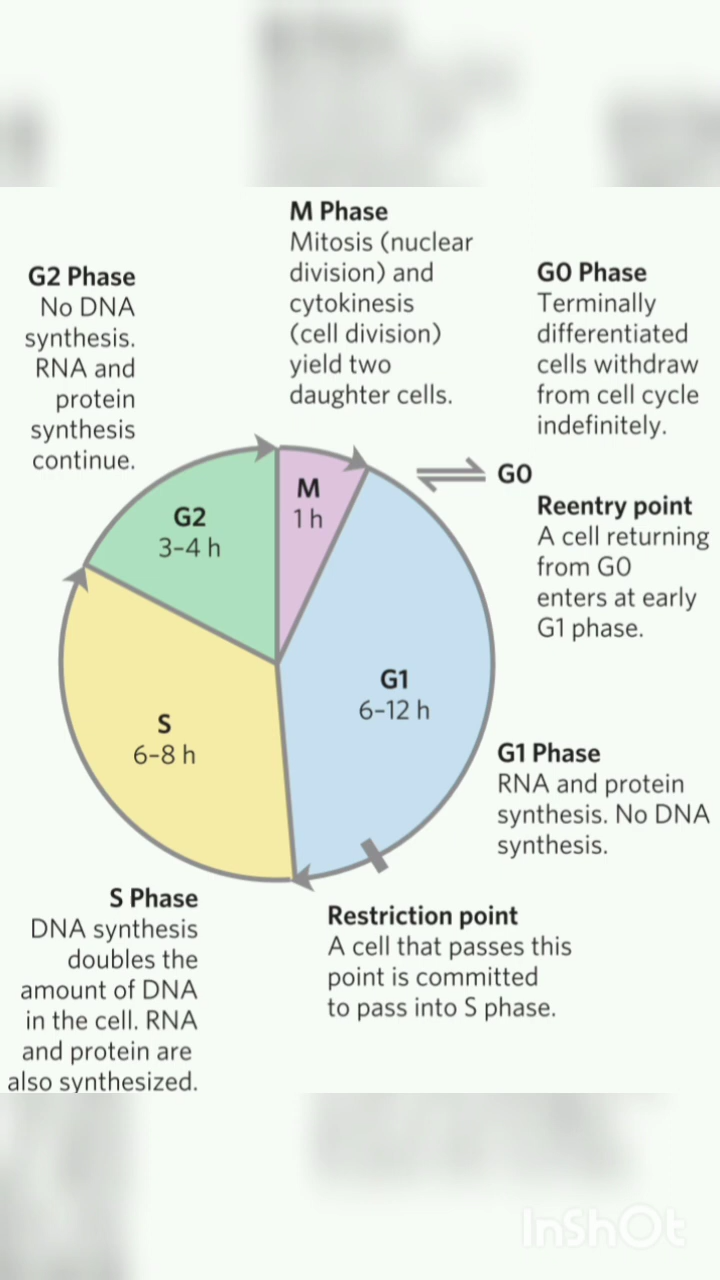 M Phase
Mitosis (nuclear
division) and
cytokinesis
(cell division)
yield two
daughter cells.
G2 Phase
No DNA
synthesis.
RNA and
protein
synthesis
continue.
G0 Phase
Terminally
differentiated
cells withdraw
from cell cycle
indefinitely.
G0
Reentry point
A cell returning
from G0
enters at early
G1 phase.
M
1 h
G2
3–4 h
G1
6–12 h
S
6–8 h
G1 Phase
RNA and protein
synthesis. No DNA
synthesis.
S Phase
DNA synthesis
doubles the
amount of DNA
in the cell. RNA
and protein are
also synthesized.
Restriction point
A cell that passes this
point is committed
to pass into S phase.
InShOt